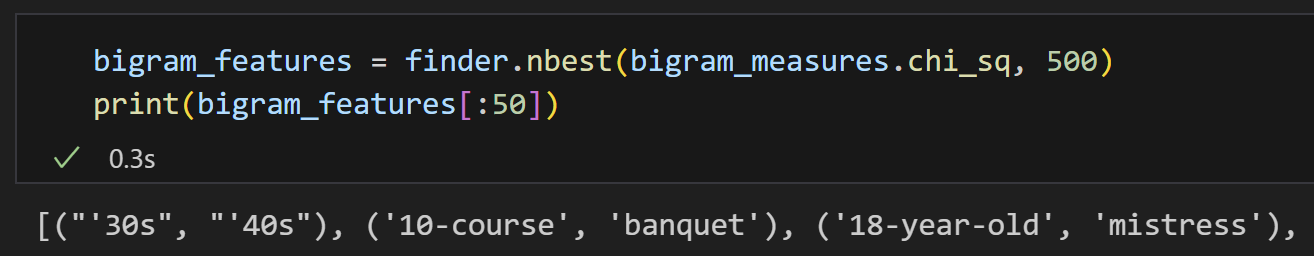 bigram_features = finder.nbest(bigram_measures.chi_sq, 500)
print(bigram_features[:50])
0.3s
[("'30s", "'40s"), ('10-course', 'banquet'), ('18-year-old', 'mistress'),